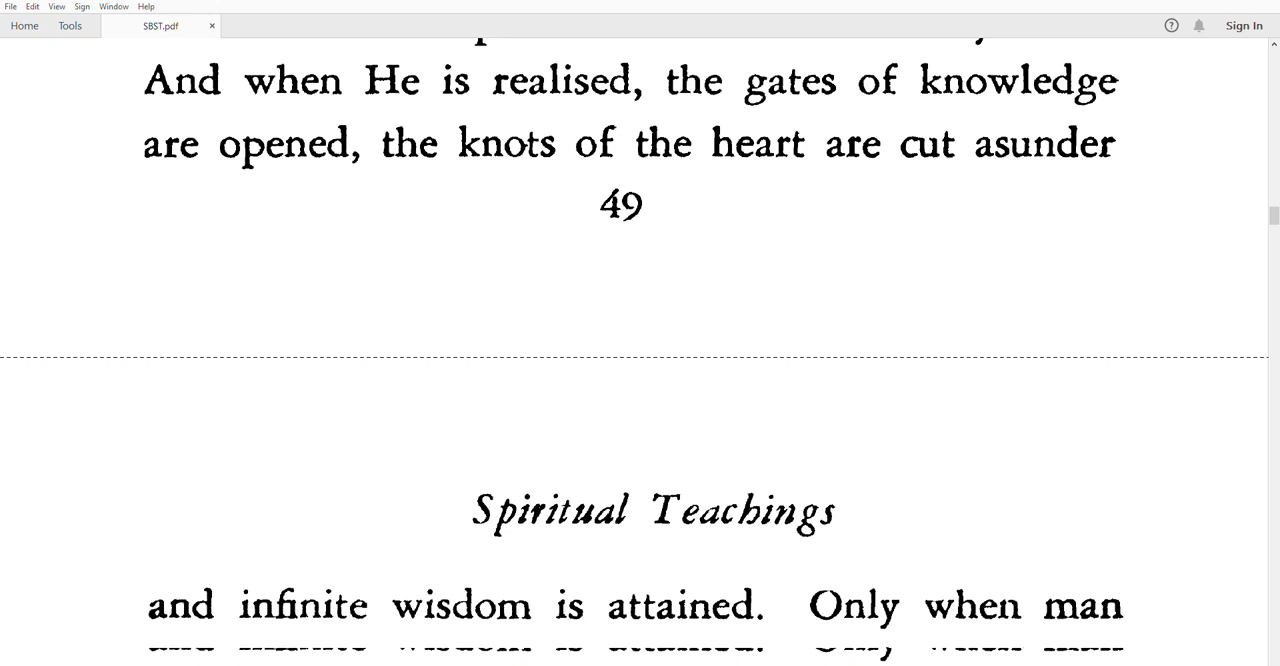 File Edit View Sign Window Help
Home Tools SBST.pdf × ? Sign In
And when He is realised, the gates of knowledge
are opened, the knots of the heart are cut asunder
49
Spiritual Teachings
and infinite wisdom is attained. Only when man